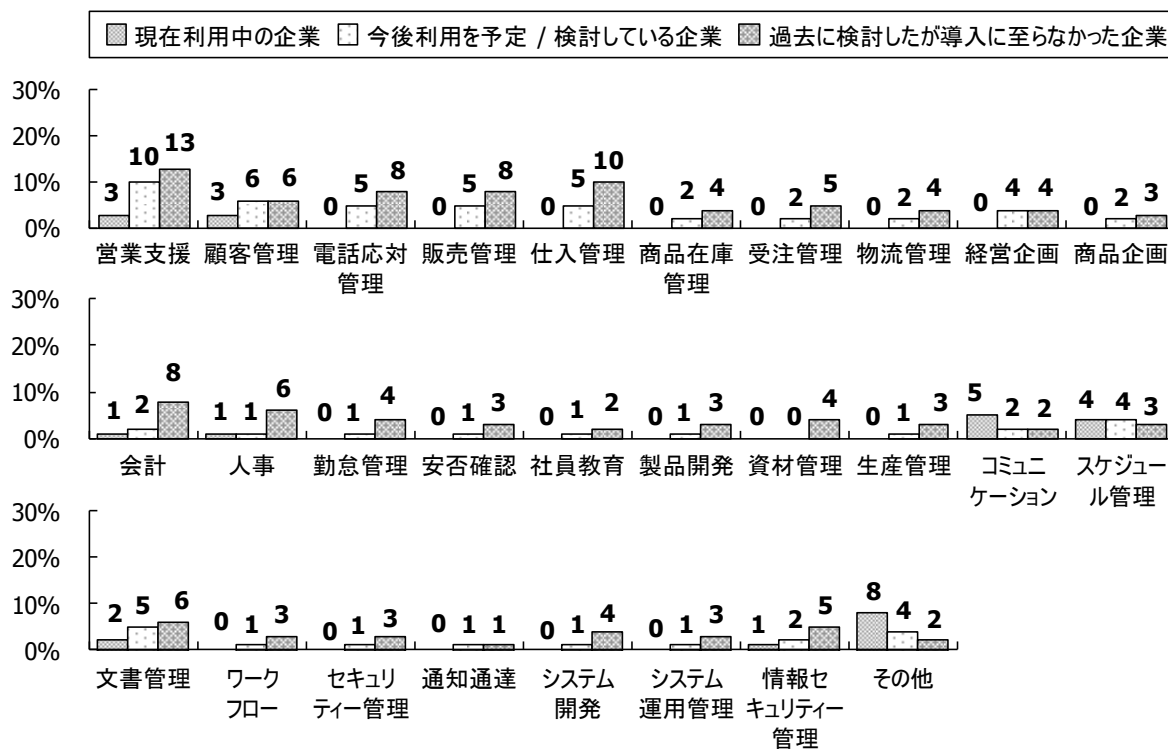 現在利用中の企業 今後利用を予定 / 検討している企業 過去に検討したが導入に至らなかった企業
30%
20%
10%
0%
3 10 13 3 6 6 0 5 8 0 5 8 0 5 10 0 2 4 0 2 5 0 2 4 0 4 4 0 2 3
営業支援 顧客管理 電話応対 販売管理 仕入管理 商品在庫 受注管理 物流管理 経営企画 商品企画
管理 管理
30%
20%
10%
0%
1 2 8 1 1 6 0 1 4 0 1 3 0 1 2 0 1 3 0 0 4 0 1 3 5 2 2 4 4 3
会計 人事 勤怠管理 安否確認 社員教育 製品開発 資材管理 生産管理 コミュニ スケジュー
ケーション ル管理
30%
20%
10%
0%
2 5 6 0 1 3 0 1 3 0 1 1 0 1 4 0 1 3 1 2 5 8 4 2
文書管理 ワーク セキュリ 通知通達 システム システム 情報セ その他
フロー ティー管理 開発 運用管理 キュリティー
管理